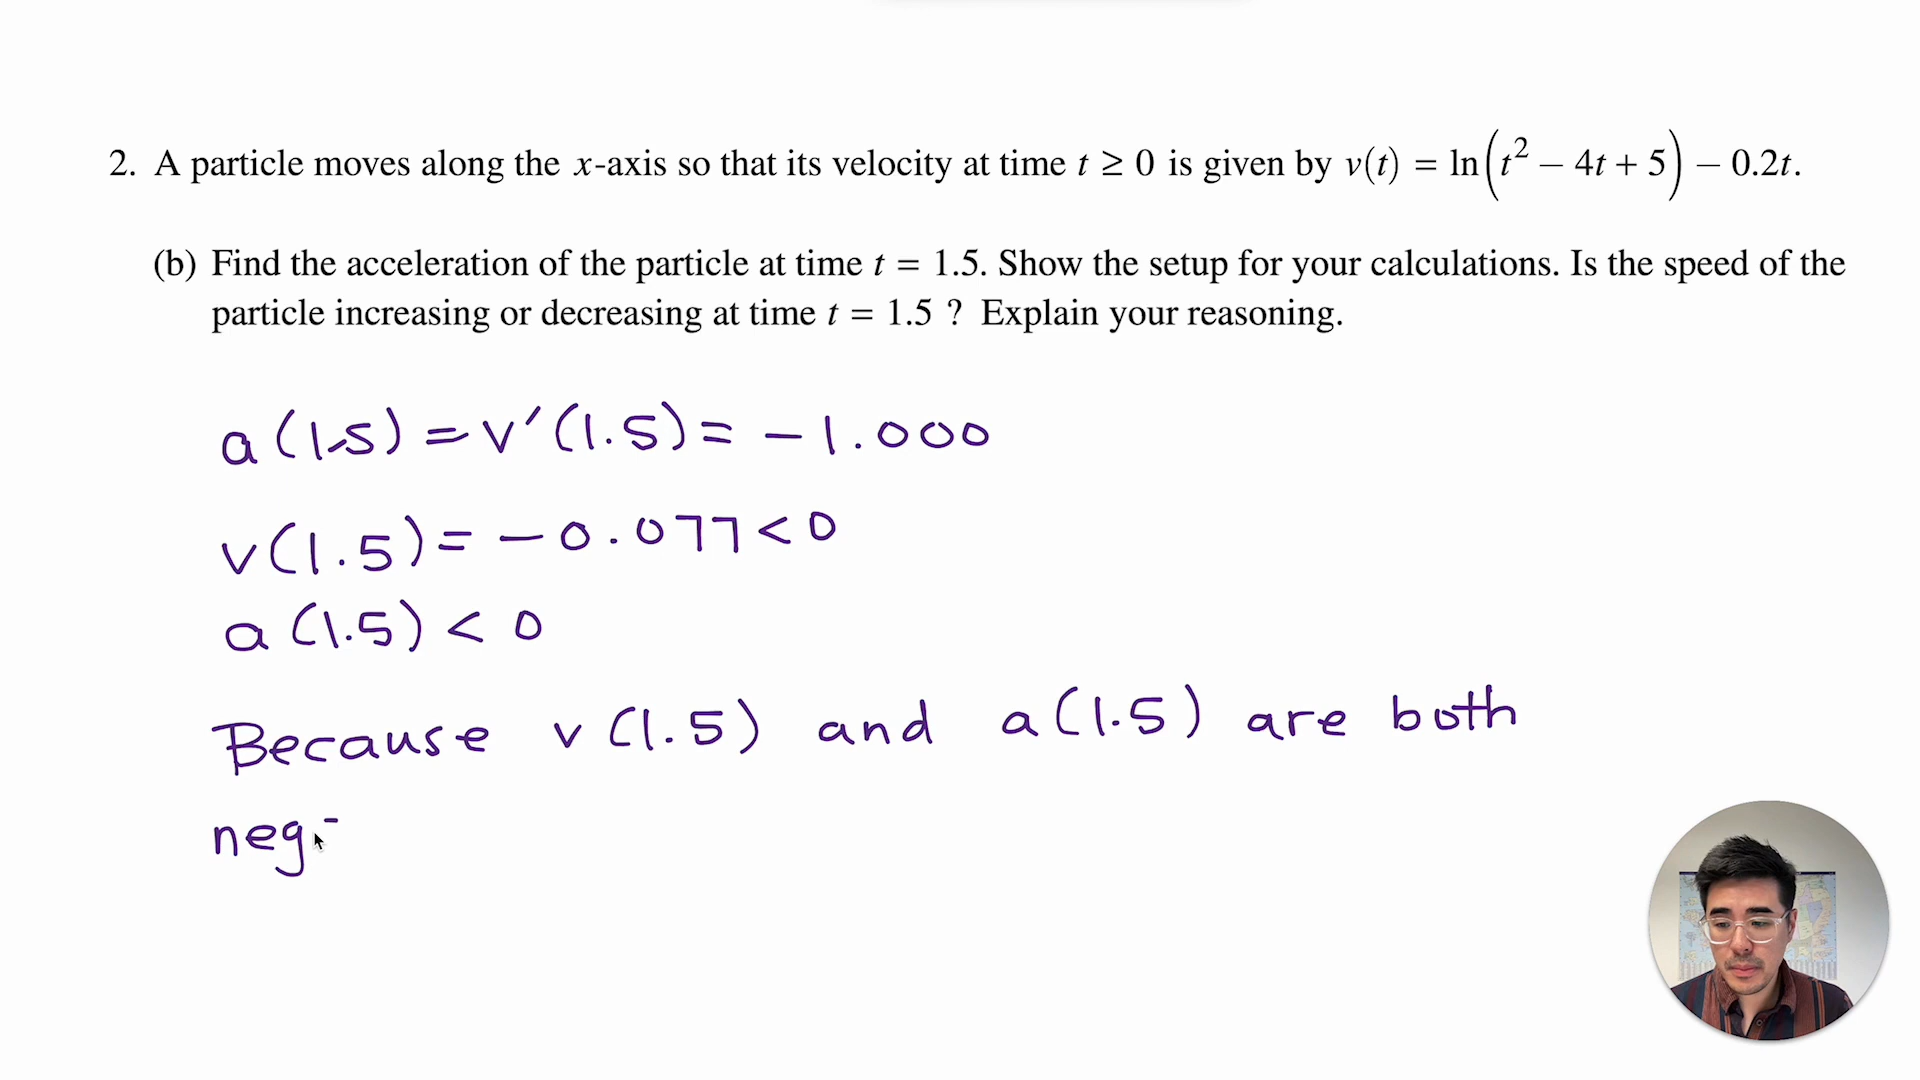 2. A particle moves along the x-axis so that its velocity at time t ≥ 0 is given by v(t) = ln(t² − 4t + 5) − 0.2t.
(b) Find the acceleration of the particle at time t = 1.5. Show the setup for your calculations. Is the speed of the
particle increasing or decreasing at time t = 1.5 ? Explain your reasoning.
a(1.5) = v′(1.5) = −1.000
v(1.5) = −0.077 < 0
a(1.5) < 0
Because v(1.5) and a(1.5) are both
neg